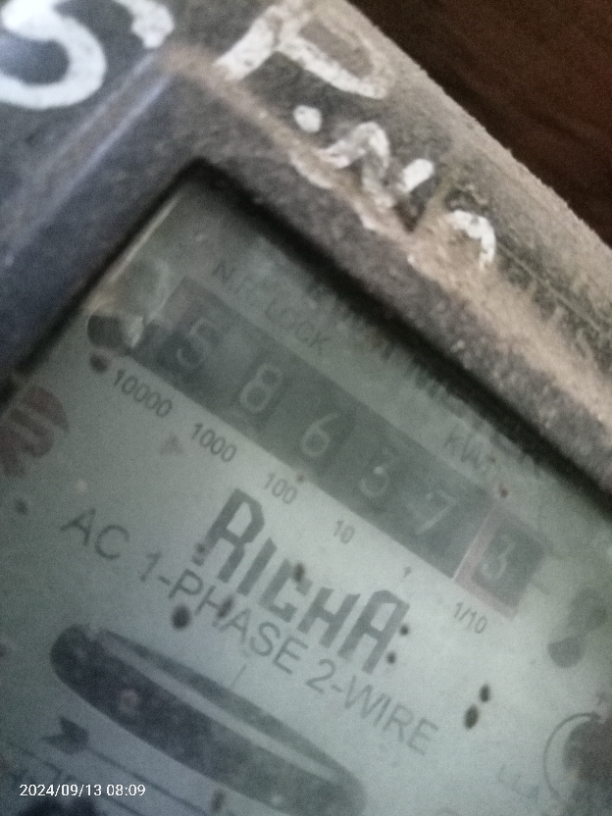 S P.N
N.F. LOCK
kWh
5 8 6 3 7 3
10000 1000 100 10 1 1/10
RICHA
AC 1-PHASE 2-WIRE
2024/09/13 08:09